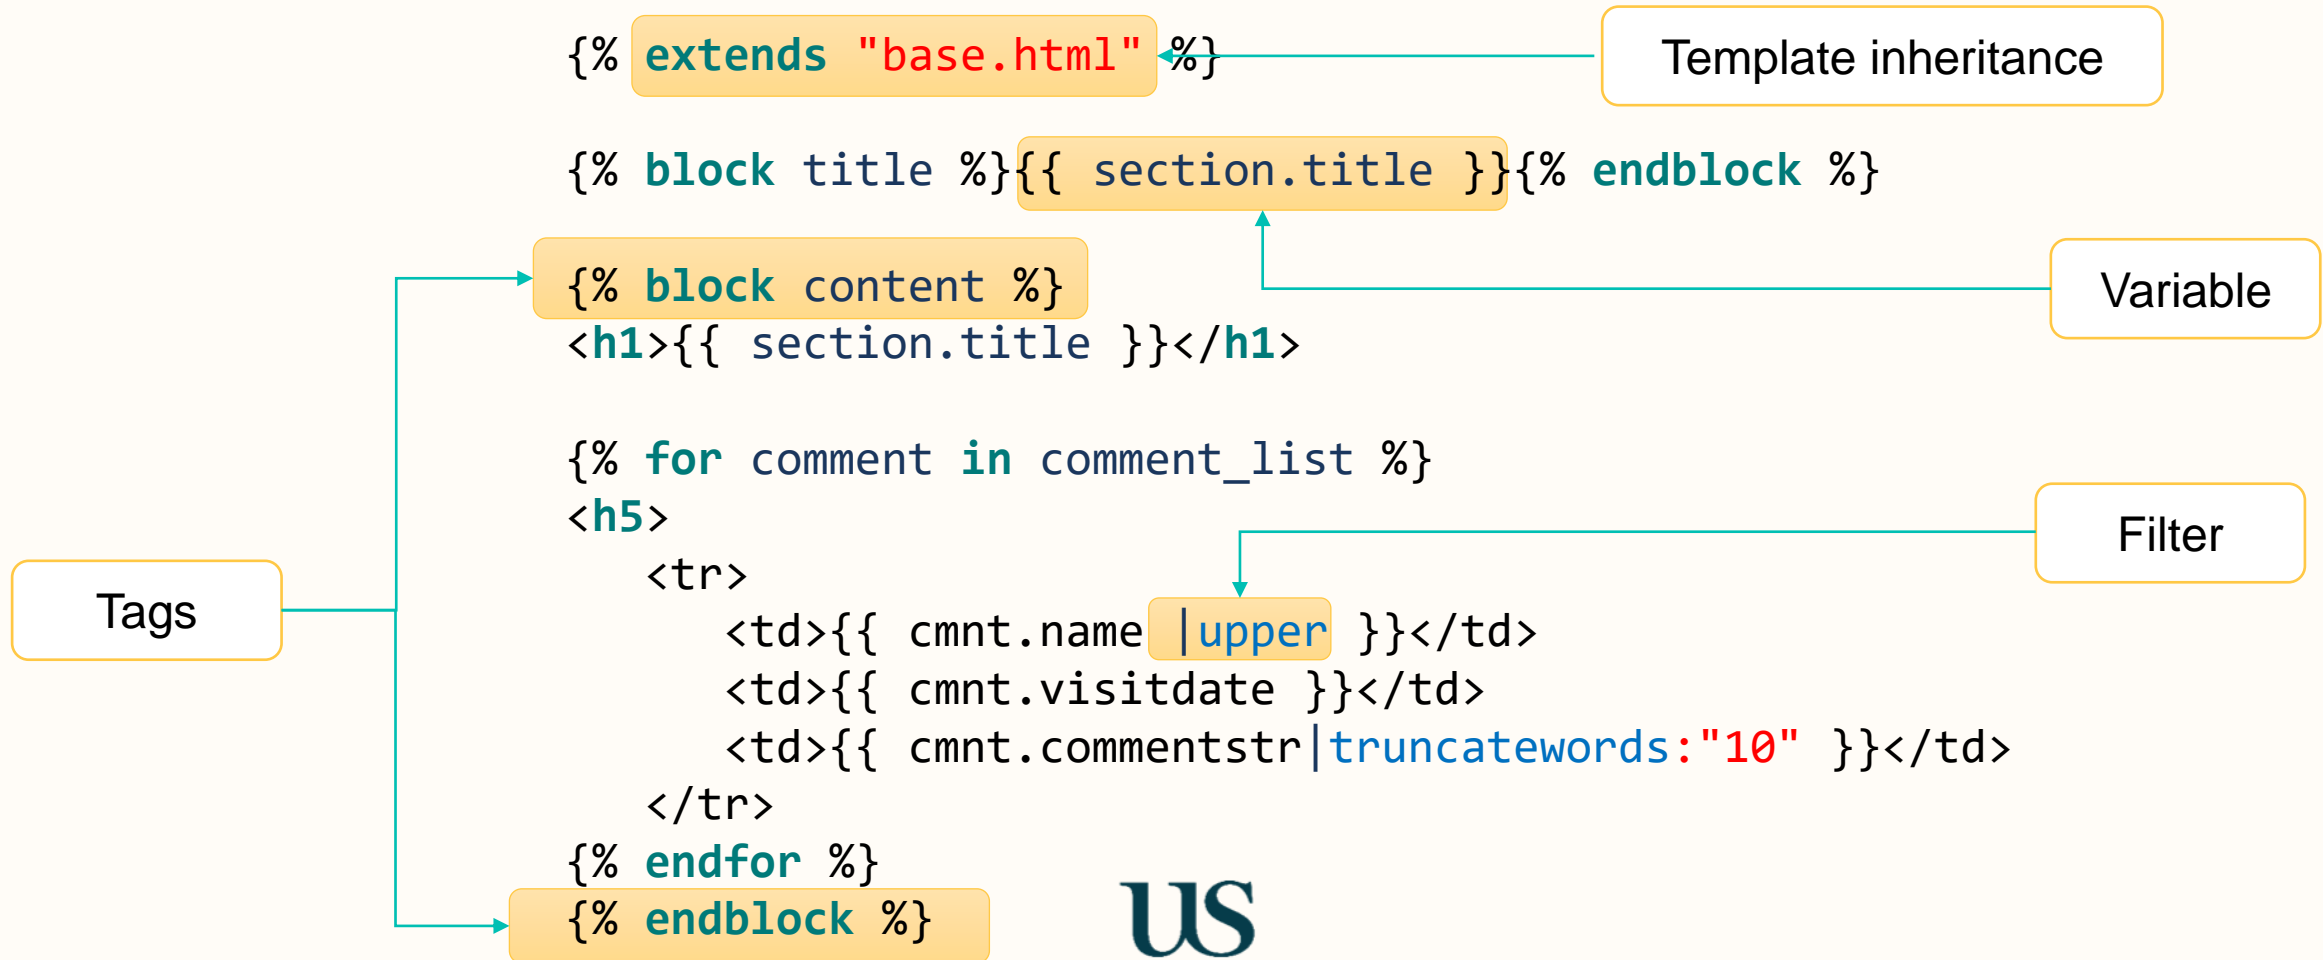 {% extends "base.html" %}
Template inheritance
{% block title %}{{ section.title }}{% endblock %}
{% block content %}
Variable
<h1>{{ section.title }}</h1>
{% for comment in comment_list %}
<h5>
Filter
<tr>
Tags
<td>{{ cmnt.name |upper }}</td>
<td>{{ cmnt.visitdate }}</td>
<td>{{ cmnt.commentstr|truncatewords:"10" }}</td>
</tr>
{% endfor %}
{% endblock %}
US